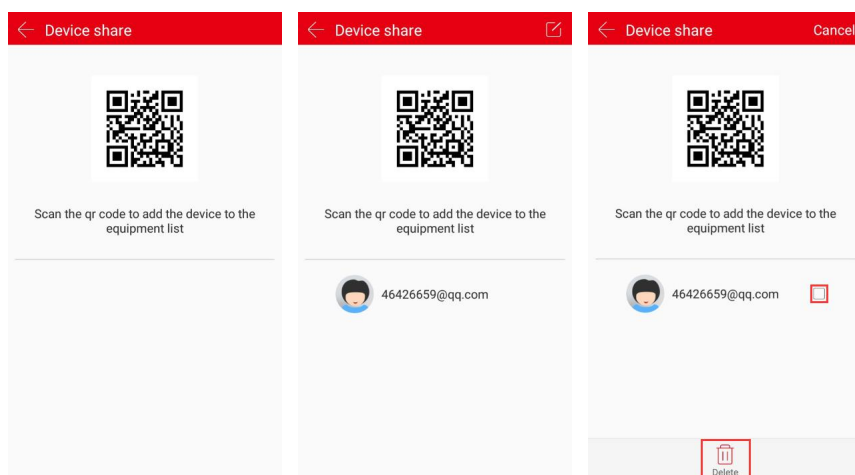 Device share
Scan the qr code to add the device to the
equipment list
Device share
Scan the qr code to add the device to the
equipment list
46426659@qq.com
Device share
Cancel
Scan the qr code to add the device to the
equipment list
46426659@qq.com
Delete